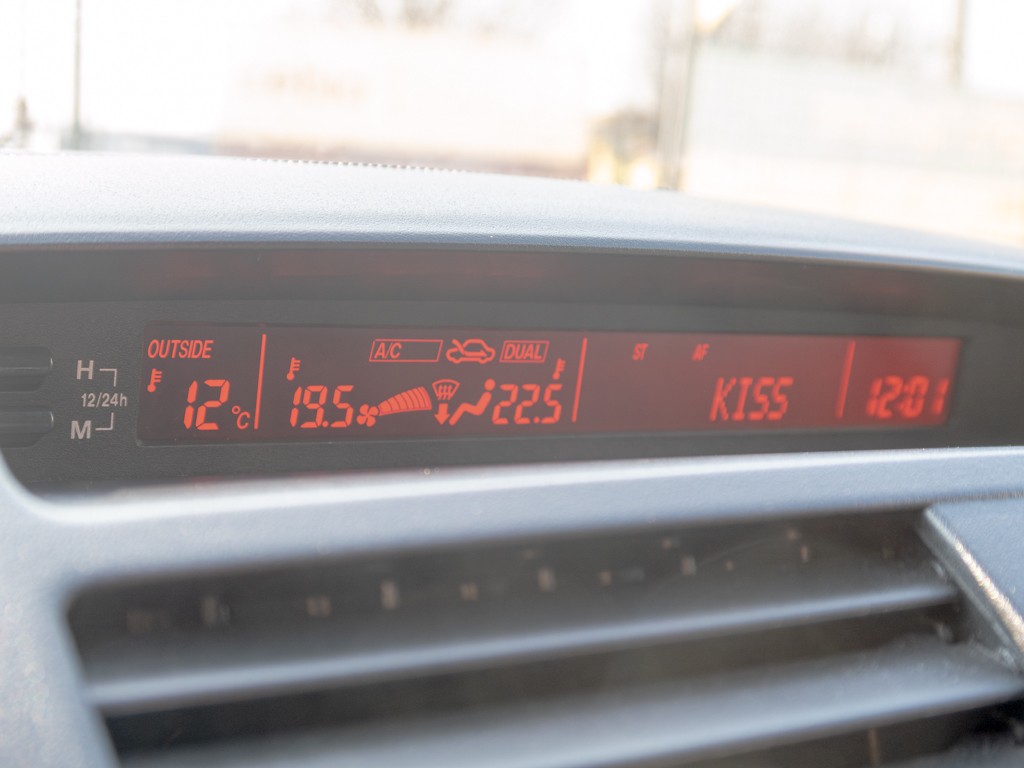 OUTSIDE A/C DUAL ST AF
H
12/24h
M
12 °C 19.5 22.5 KISS 12:01